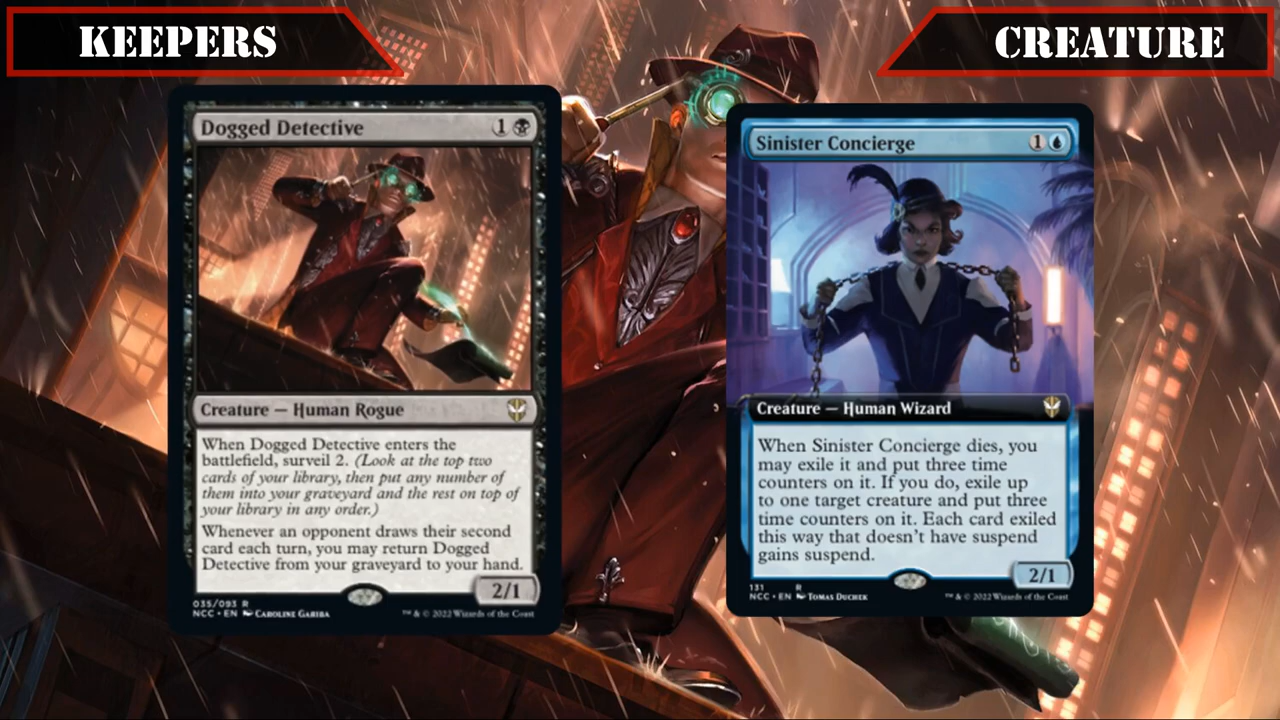 KEEPERS
CREATURE
Dogged Detective 1
Creature — Human Rogue
When Dogged Detective enters the
battlefield, surveil 2. (Look at the top two
cards of your library, then put any number of
them into your graveyard and the rest on top of
your library in any order.)
Whenever an opponent draws their second
card each turn, you may return Dogged
Detective from your graveyard to your hand.
2/1
035/093 R
NCC • EN Caroline Gariba
™ & © 2022 Wizards of the Coast
Sinister Concierge 1
Creature — Human Wizard
When Sinister Concierge dies, you
may exile it and put three time
counters on it. If you do, exile up
to one target creature and put three
time counters on it. Each card exiled
this way that doesn't have suspend
gains suspend.
2/1
131 R
NCC • EN Tomas Duchek
™ & © 2022 Wizards of the Coast